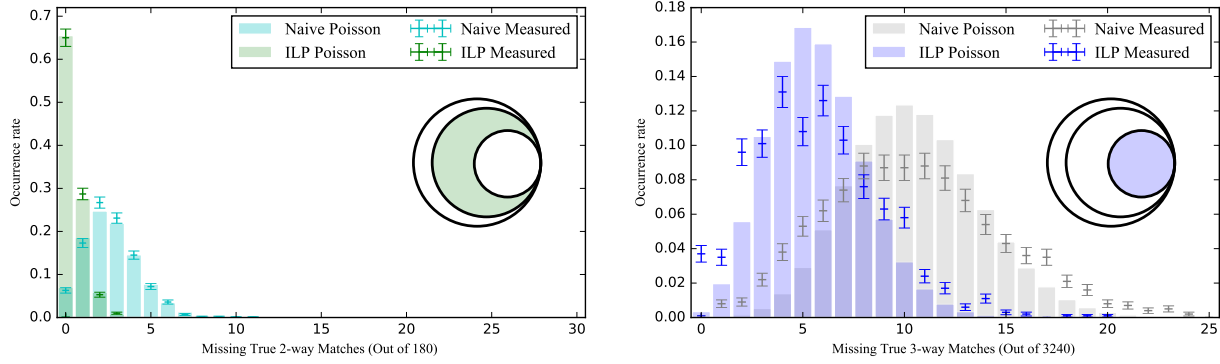 Naive Poisson
Naive Measured
ILP Poisson
ILP Measured
0.7
0.6
0.5
0.4
0.3
0.2
0.1
0.0
Occurrence rate
0 5 10 15 20 25 30
Missing True 2-way Matches (Out of 180)
Naive Poisson
Naive Measured
ILP Poisson
ILP Measured
0.18
0.16
0.14
0.12
0.10
0.08
0.06
0.04
0.02
0.00
Occurrence rate
0 5 10 15 20 25
Missing True 3-way Matches (Out of 3240)